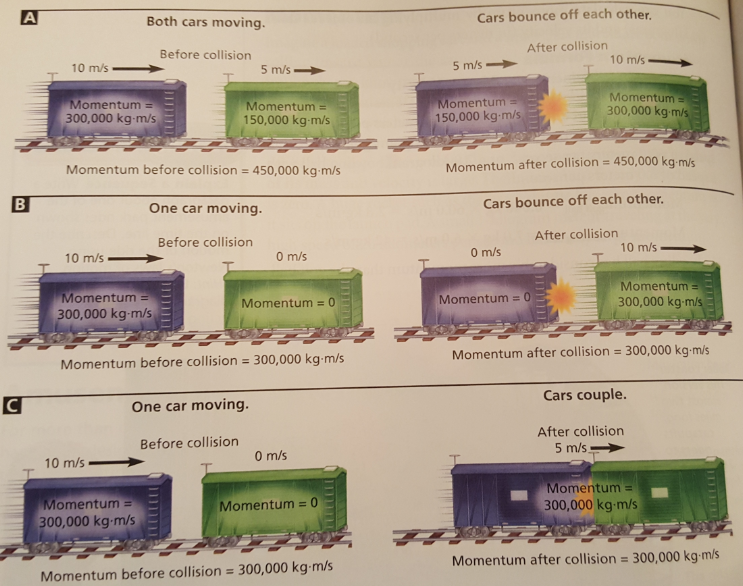 A
Both cars moving.
Cars bounce off each other.
Before collision
After collision
10 m/s
5 m/s
5 m/s
10 m/s
Momentum =
300,000 kg·m/s
Momentum =
150,000 kg·m/s
Momentum =
150,000 kg·m/s
Momentum =
300,000 kg·m/s
Momentum before collision = 450,000 kg·m/s
Momentum after collision = 450,000 kg·m/s
B
One car moving.
Cars bounce off each other.
Before collision
After collision
10 m/s
0 m/s
0 m/s
10 m/s
Momentum =
300,000 kg·m/s
Momentum = 0
Momentum = 0
Momentum =
300,000 kg·m/s
Momentum before collision = 300,000 kg·m/s
Momentum after collision = 300,000 kg·m/s
C
One car moving.
Cars couple.
Before collision
After collision
10 m/s
0 m/s
5 m/s
Momentum =
300,000 kg·m/s
Momentum = 0
Momentum =
300,000 kg·m/s
Momentum before collision = 300,000 kg·m/s
Momentum after collision = 300,000 kg·m/s